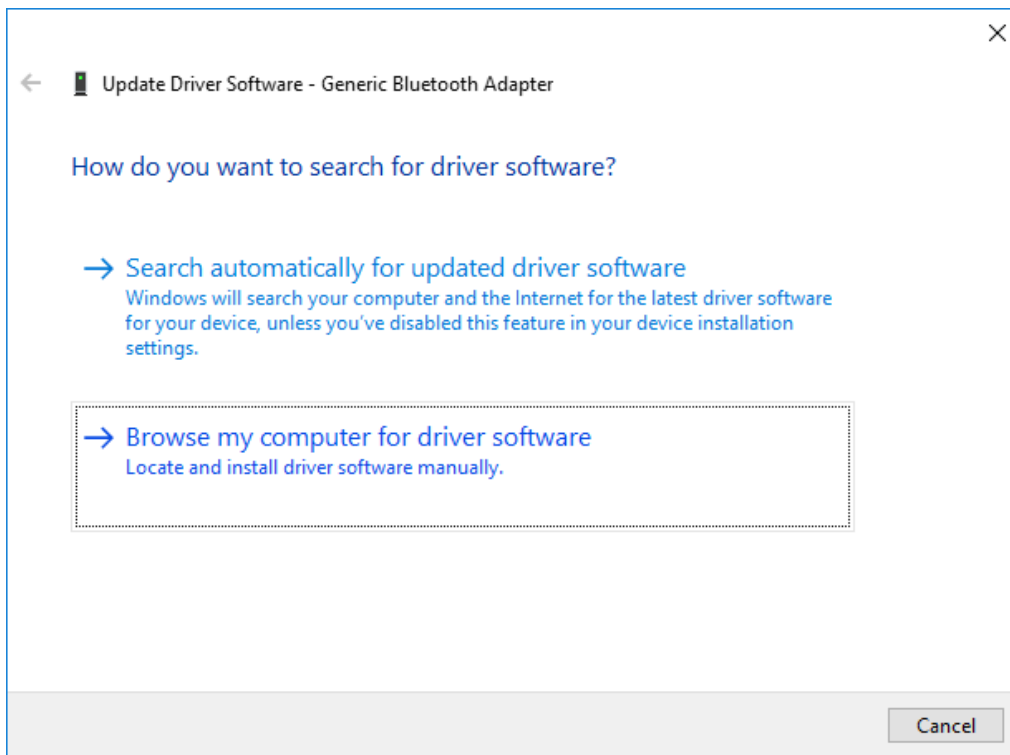 Update Driver Software - Generic Bluetooth Adapter
How do you want to search for driver software?
Search automatically for updated driver software
Windows will search your computer and the Internet for the latest driver software
for your device, unless you've disabled this feature in your device installation
settings.
Browse my computer for driver software
Locate and install driver software manually.
Cancel